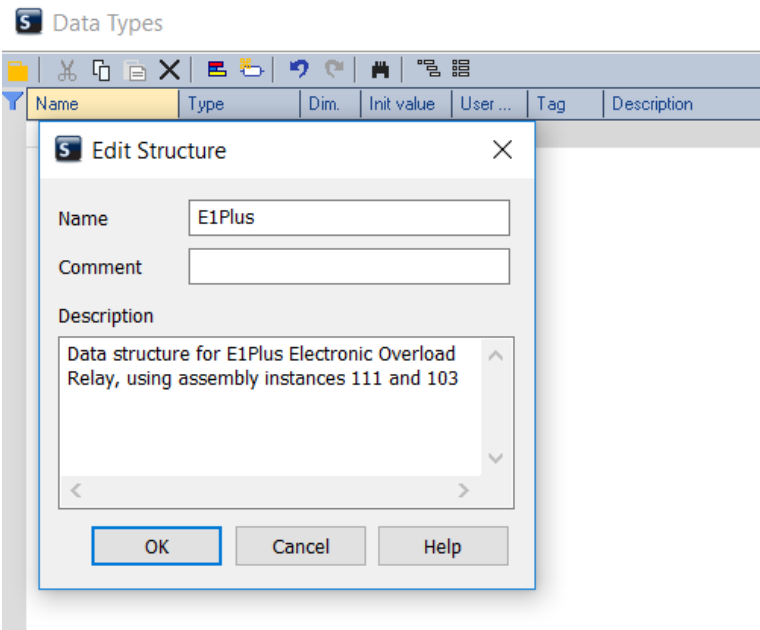 S Data Types
Name Type Dim. Init value User ... Tag Description
S Edit Structure
Name E1Plus
Comment
Description
Data structure for E1Plus Electronic Overload
Relay, using assembly instances 111 and 103
OK Cancel Help